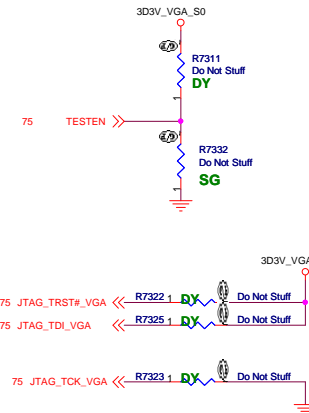 3D3V_VGA_S0
R7311
Do Not Stuff
DY
1
75 TESTEN
R7332
Do Not Stuff
SG
1
3D3V_VGA
75 JTAG_TRST#_VGA R7322 1 DY Do Not Stuff
75 JTAG_TDI_VGA R7325 1 DY Do Not Stuff
75 JTAG_TCK_VGA R7323 1 DY Do Not Stuff